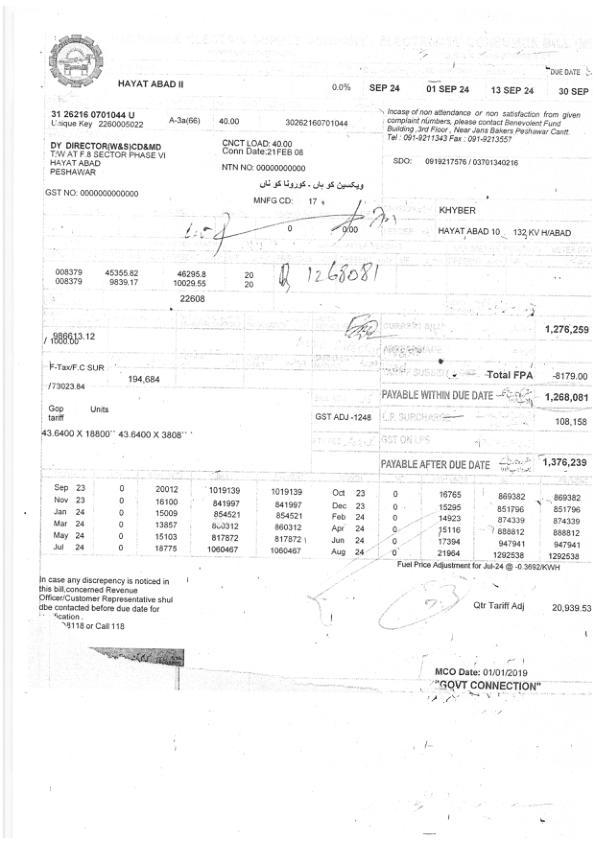 DUE DATE
HAYAT ABAD II 0.0% SEP 24 01 SEP 24 13 SEP 24 30 SEP
31 26216 0701044 U A-3a(66) 40.00 30262160701044
Unique Key 2260005022
Incase of non attendance or non satisfaction from given
complaint numbers, please contact Benevolent Fund
Building ,3rd Floor , Near Jans Bakers Peshawar Cantt.
Tel : 091-9211343 Fax : 091-9213557
DY DIRECTOR(W&S)CD&MD CNCT LOAD: 40.00
T/W AT F.8 SECTOR PHASE VI Conn Date:21FEB 08
HAYAT ABAD NTN NO: 00000000000
PESHAWAR
SDO: 0919217576 / 03701340216
GST NO: 0000000000000
ویکسین کو ہاں - کورونا کو ناں
MNFG CD: 17
KHYBER
0 0.00
HAYAT ABAD 10 132 KV H/ABAD
008379 45355.82 46295.8 20
008379 9839.17 10029.55 20
1268081
22608
1,276,259
986613.12
/ 1000.00
F-Tax/F.C SUR
194,684
/73023.84
Total FPA -8179.00
PAYABLE WITHIN DUE DATE 1,268,081
Gop Units
tariff
GST ADJ -1248 L.P. SURCHARGE 108,158
43.6400 X 18800`` 43.6400 X 3808``
GST ON LPS
PAYABLE AFTER DUE DATE 1,376,239
Sep 23 0 20012 1019139 1019139 Oct 23 0 16765 869382 869382
Nov 23 0 16100 841997 841997 Dec 23 0 15295 851796 851796
Jan 24 0 15009 854521 854521 Feb 24 0 14923 874339 874339
Mar 24 0 13857 860312 860312 Apr 24 0 15116 888812 888812
May 24 0 15103 817872 817872 Jun 24 0 17394 947941 947941
Jul 24 0 18775 1060467 1060467 Aug 24 0 21964 1292538 1292538
Fuel Price Adjustment for Jul-24 @ -0.3692/KWH
In case any discrepency is noticed in
this bill,concerned Revenue
Officer/Customer Representative shul
dbe contacted before due date for
8118 or Call 118
Qtr Tariff Adj 20,939.53
MCO Date: 01/01/2019
"GOVT CONNECTION"